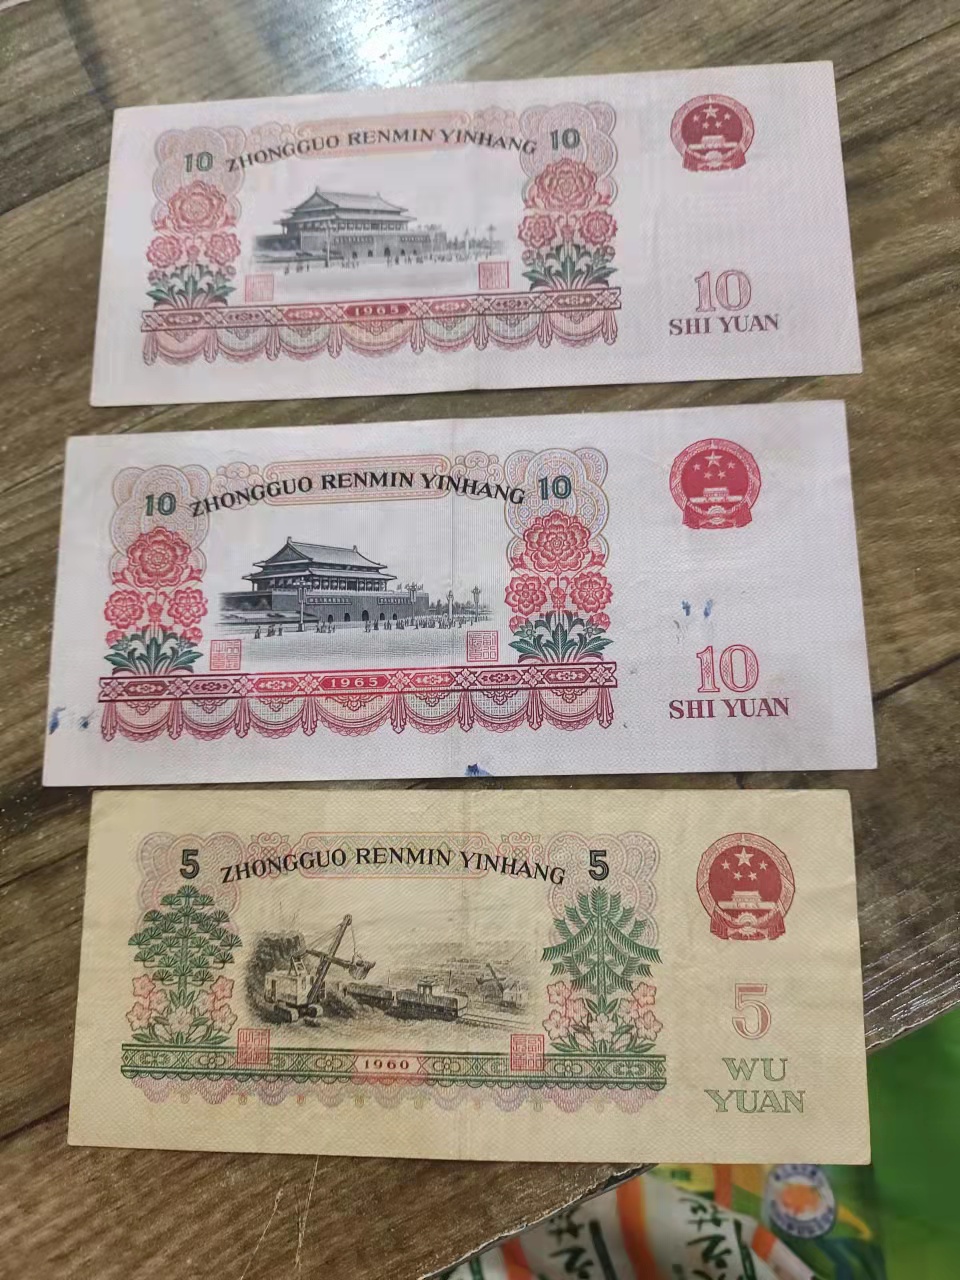 10 ZHONGGUO RENMIN YINHANG 10
1965
10
SHI YUAN
10 ZHONGGUO RENMIN YINHANG 10
1965
10
SHI YUAN
5 ZHONGGUO RENMIN YINHANG 5
1960
5
WU
YUAN